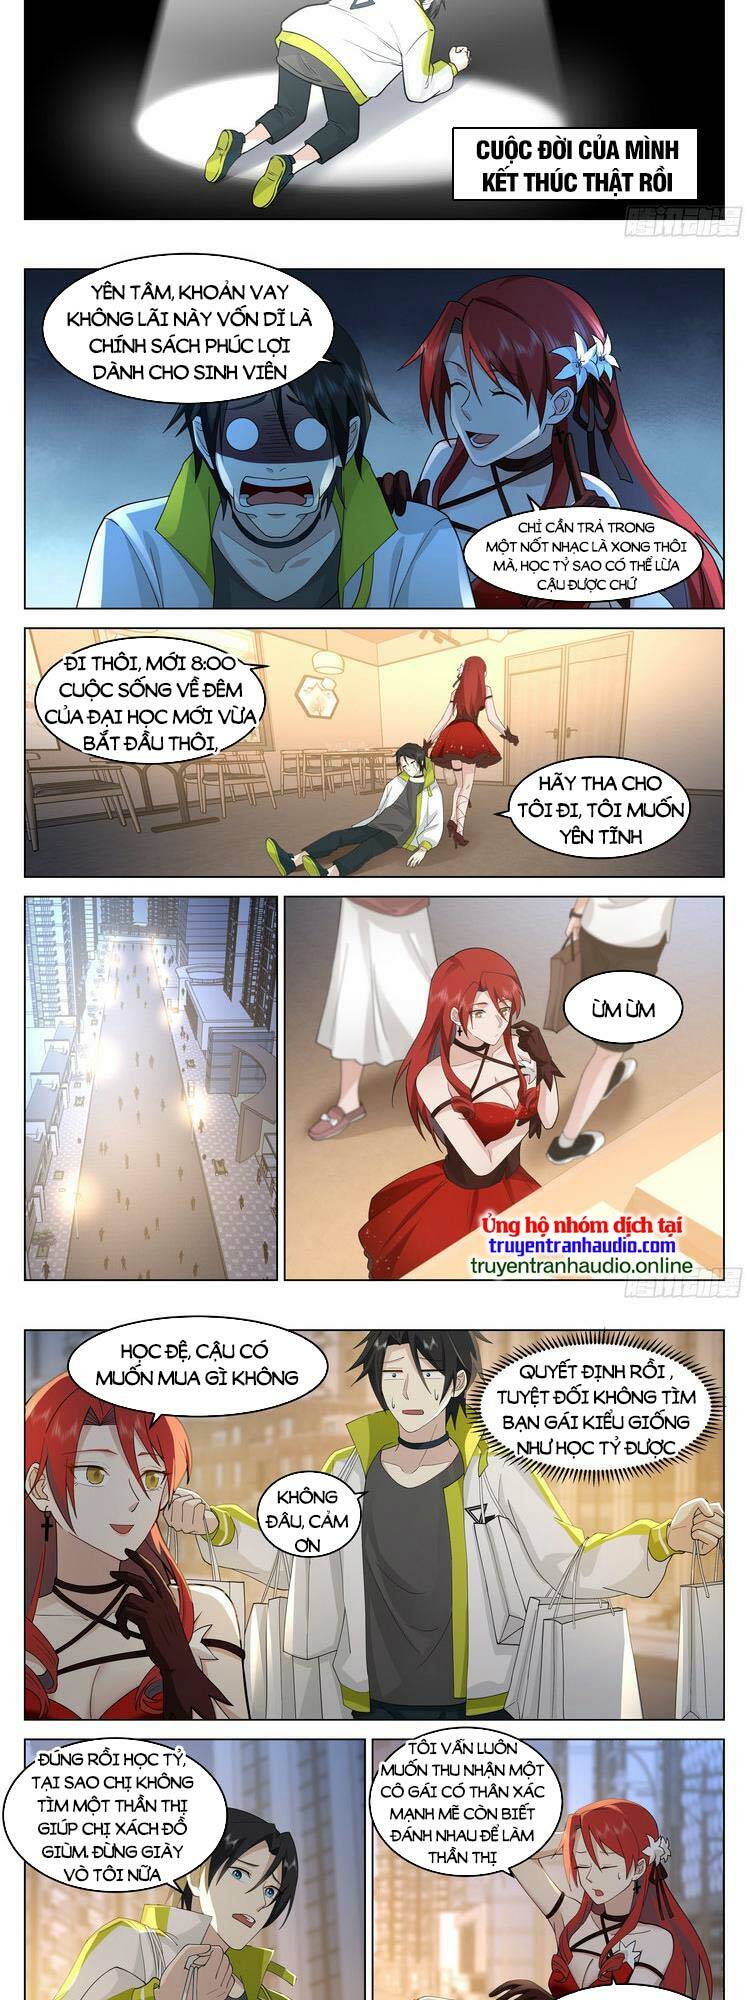 CUỘC ĐỜI CỦA MÌNH
KẾT THÚC THẬT RỒI
YÊN TÂM, KHOẢN VAY
KHÔNG LÃI NÀY VỐN DĨ LÀ
CHÍNH SÁCH PHÚC LỢI
DÀNH CHO SINH VIÊN
CHỈ CẦN TRẢ TRONG
MỘT NỐT NHẠC LÀ XONG THÔI
MÀ, HỌC TỶ SAO CÓ THỂ LỪA
CẬU ĐƯỢC CHỨ
ĐI THÔI, MỚI 8:00
CUỘC SỐNG VỀ ĐÊM
CỦA ĐẠI HỌC MỚI VỪA
BẮT ĐẦU THÔI,
HÃY THA CHO
TÔI ĐI, TÔI MUỐN
YÊN TĨNH
ỪM ỪM
Ủng hộ nhóm dịch tại
truyentranhaudio.com
truyentranhaudio.online
HỌC ĐỆ, CẬU CÓ
MUỐN MUA GÌ KHÔNG
QUYẾT ĐỊNH RỒI ,
TUYỆT ĐỐI KHÔNG TÌM
BẠN GÁI KIỂU GIỐNG
NHƯ HỌC TỶ ĐƯỢC
KHÔNG
ĐÂU, CẢM
ƠN
ĐÚNG RỒI HỌC TỶ,
TẠI SAO CHỊ KHÔNG
TÌM MỘT THẦN THỊ
GIÚP CHỊ XÁCH ĐỒ
GIÙM. ĐỪNG GIÀY
VÒ TÔI NỮA
TÔI VẪN LUÔN
MUỐN THU NHẬN MỘT
CÔ GÁI CÓ THÂN XÁC
MẠNH MẼ CÒN BIẾT
ĐÁNH NHAU ĐỂ LÀM
THẦN THỊ